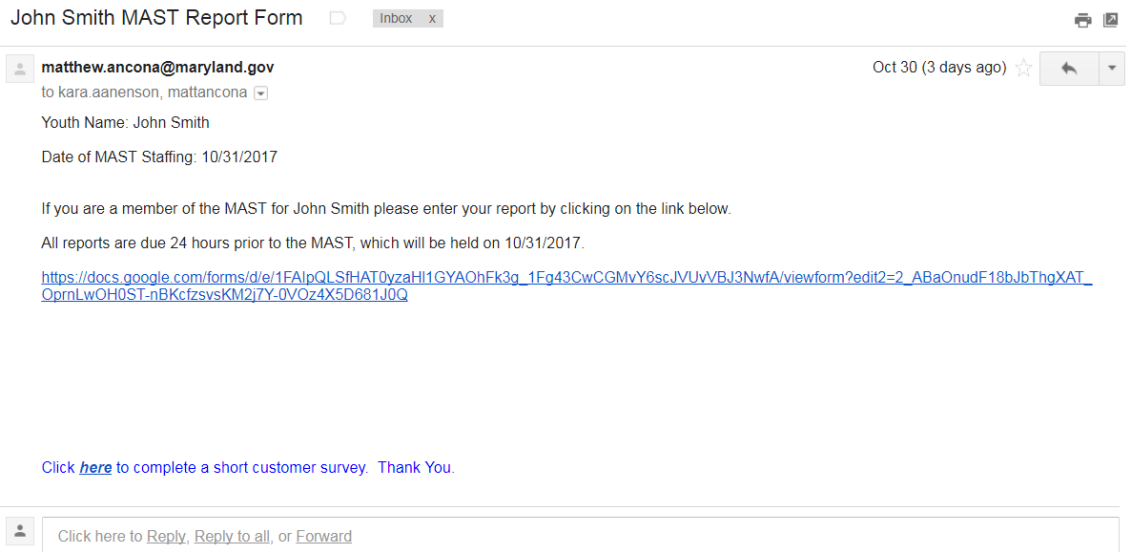 John Smith MAST Report Form
Inbox x
matthew.ancona@maryland.gov
Oct 30 (3 days ago)
to kara.aanenson, mattancona
Youth Name: John Smith
Date of MAST Staffing: 10/31/2017
If you are a member of the MAST for John Smith please enter your report by clicking on the link below.
All reports are due 24 hours prior to the MAST, which will be held on 10/31/2017.
https://docs.google.com/forms/d/e/1FAIpQLSfHAT0yzaHl1GYAOhFk3g_1Fg43CwCGMvY6scJVUvVBJ3NwfA/viewform?edit2=2_ABaOnudF18bJbThgXAT_
OprnLwOH0ST-nBKcfzsvsKM2j7Y-0VOz4X5D681J0Q
Click here to complete a short customer survey.  Thank You.
Click here to Reply, Reply to all, or Forward